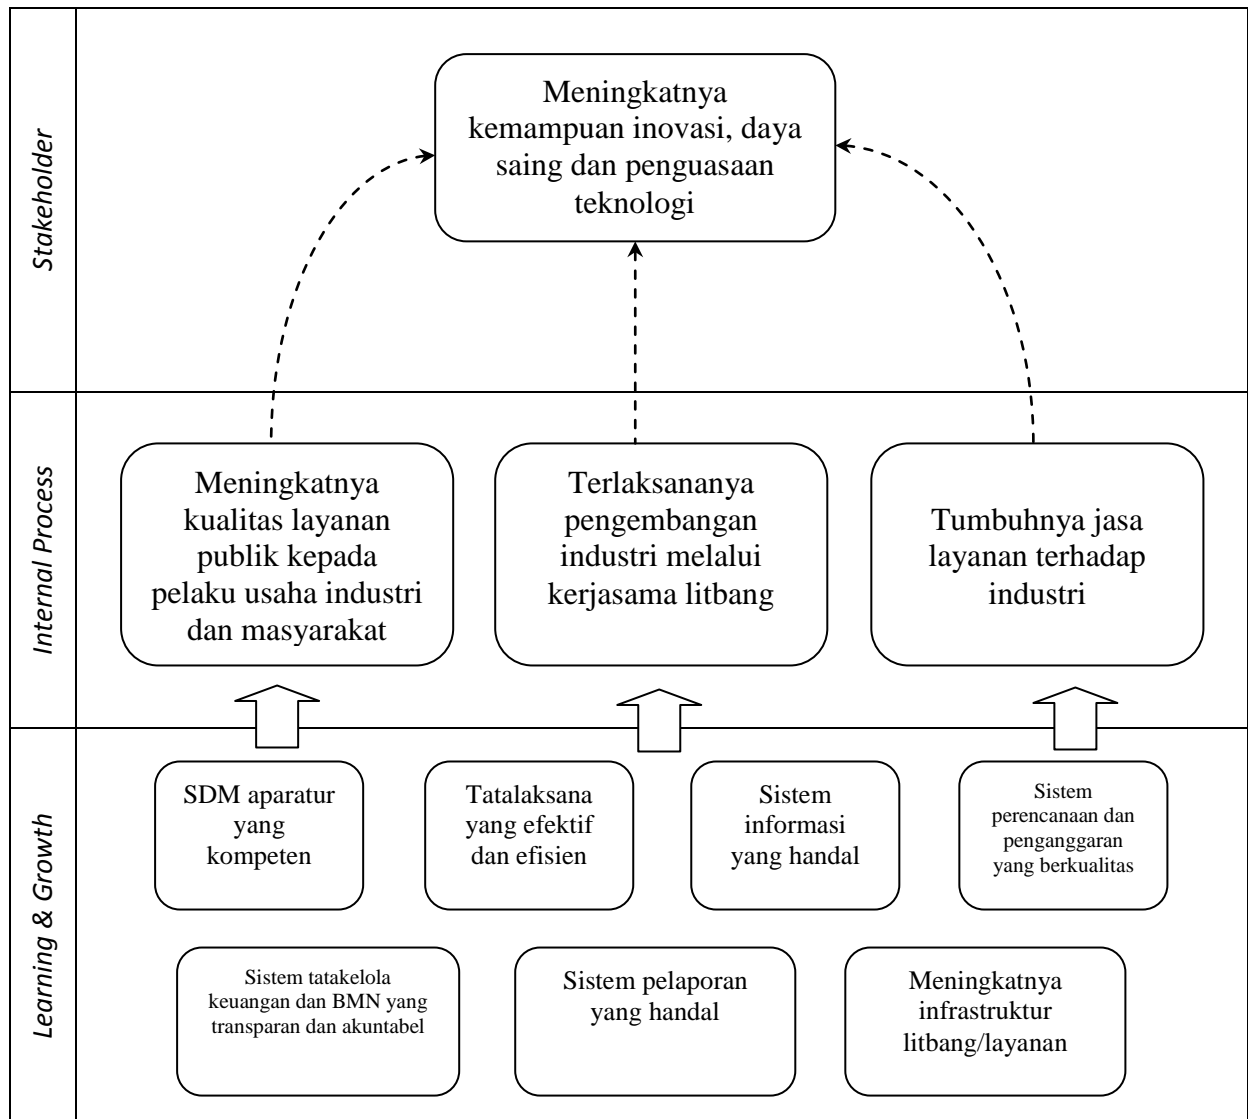 Stakeholder
Meningkatnya
kemampuan inovasi, daya
saing dan penguasaan
teknologi
Internal Process
Meningkatnya
kualitas layanan
publik kepada
pelaku usaha industri
dan masyarakat
Terlaksananya
pengembangan
industri melalui
kerjasama litbang
Tumbuhnya jasa
layanan terhadap
industri
Learning & Growth
SDM aparatur
yang
kompeten
Tatalaksana
yang efektif
dan efisien
Sistem
informasi
yang handal
Sistem
perencanaan dan
penganggaran
yang berkualitas
Sistem tatakelola
keuangan dan BMN yang
transparan dan akuntabel
Sistem pelaporan
yang handal
Meningkatnya
infrastruktur
litbang/layanan